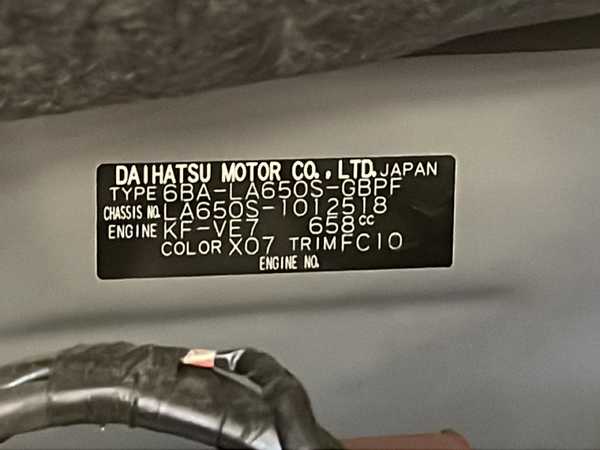 DAIHATSU MOTOR CO., LTD. JAPAN
TYPE 6BA-LA650S-GBPF
CHASSIS NO. LA650S-1012518
ENGINE KF-VE7 658cc
COLOR X07 TRIM FC10
ENGINE NO.